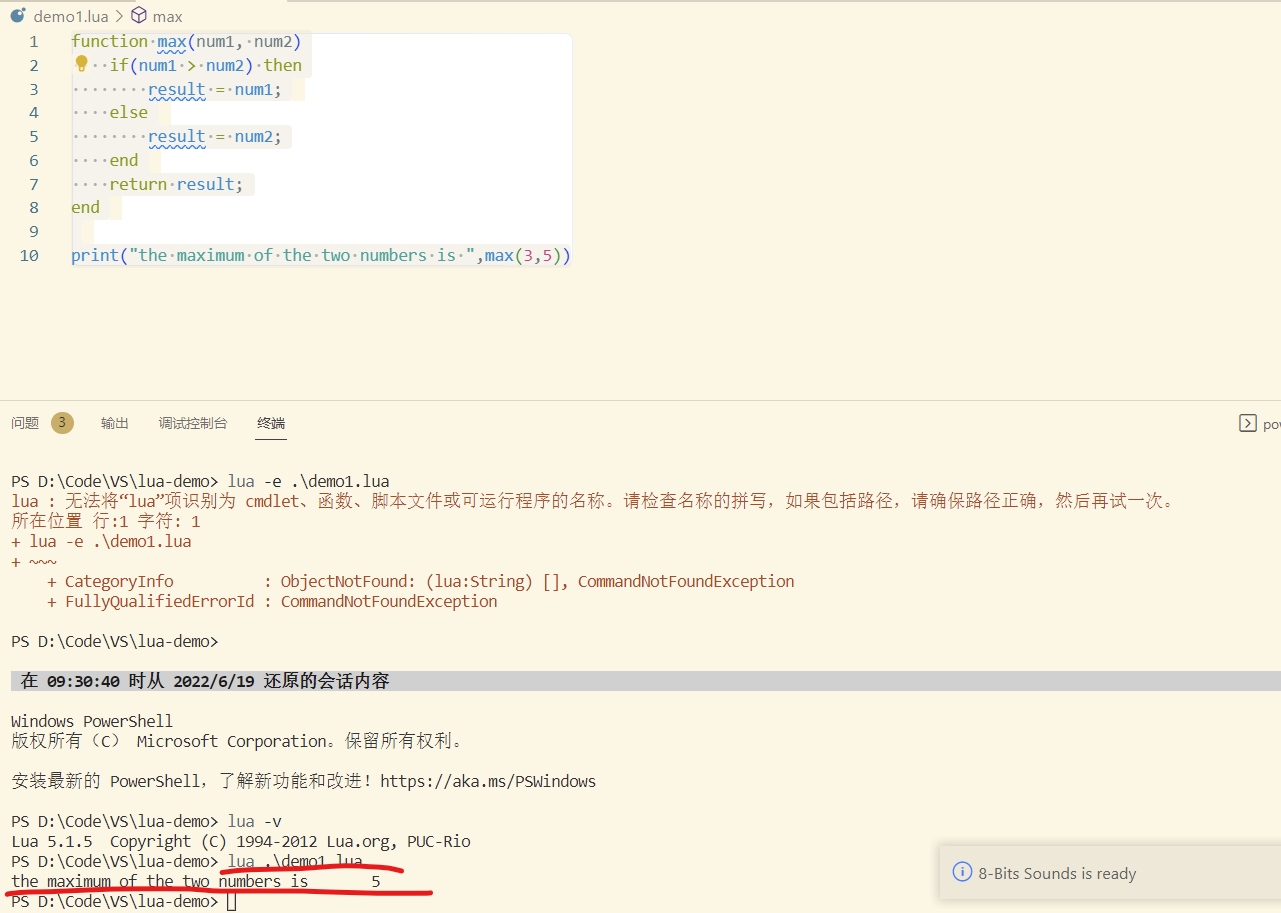 demo1.lua > max
1 function max(num1, num2)
2 if(num1 > num2) then
3 result = num1;
4 else
5 result = num2;
6 end
7 return result;
8 end
9
10 print("the maximum of the two numbers is ",max(3,5))
问题 3 输出 调试控制台 终端 pov
PS D:\Code\VS\lua-demo> lua -e .\demo1.lua
lua : 无法将“lua”项识别为 cmdlet、函数、脚本文件或可运行程序的名称。请检查名称的拼写，如果包括路径，请确保路径正确，然后再试一次。
所在位置 行:1 字符: 1
+ lua -e .\demo1.lua
+ ~~~
+ CategoryInfo : ObjectNotFound: (lua:String) [], CommandNotFoundException
+ FullyQualifiedErrorId : CommandNotFoundException
PS D:\Code\VS\lua-demo>
在 09:30:40 时从 2022/6/19 还原的会话内容
Windows PowerShell
版权所有（C） Microsoft Corporation。保留所有权利。
安装最新的 PowerShell，了解新功能和改进！https://aka.ms/PSWindows
PS D:\Code\VS\lua-demo> lua -v
Lua 5.1.5 Copyright (C) 1994-2012 Lua.org, PUC-Rio
PS D:\Code\VS\lua-demo> lua .\demo1.lua
the maximum of the two numbers is 5
PS D:\Code\VS\lua-demo>
8-Bits Sounds is ready